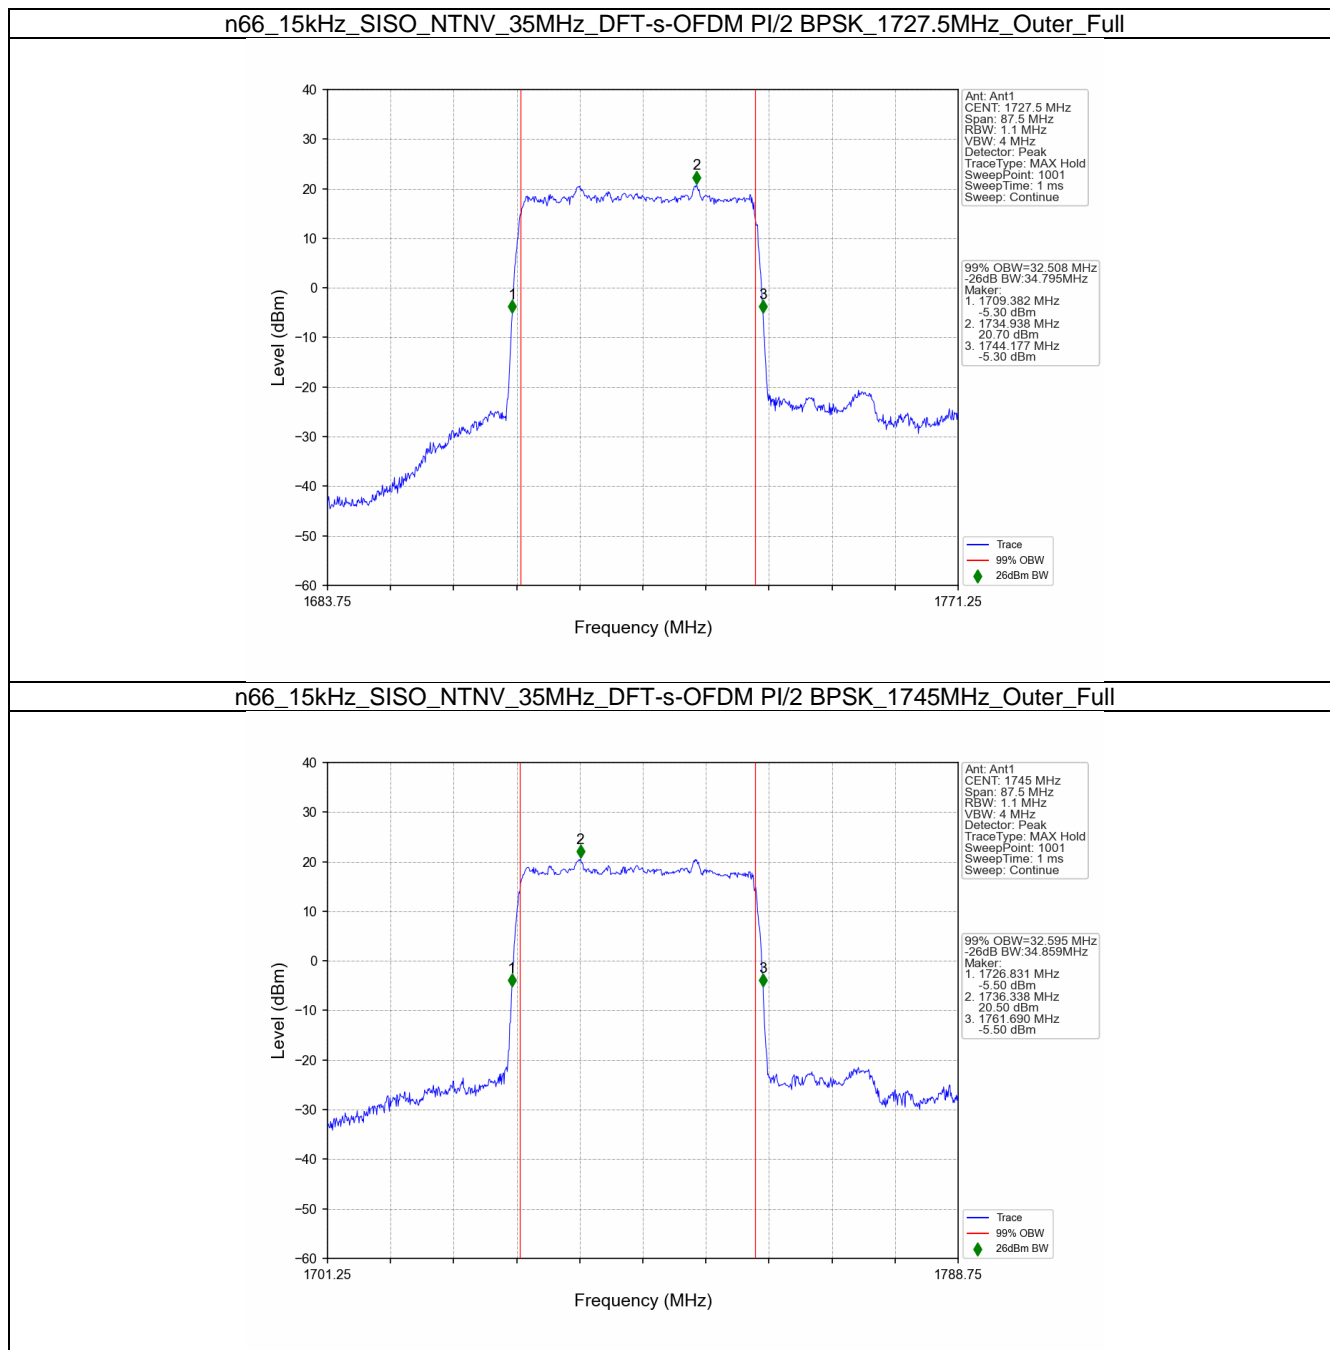 n66_15kHz_SISO_NTNV_35MHz_DFT-s-OFDM PI/2 BPSK_1727.5MHz_Outer_Full
40
30
20
10
0
−10
−20
−30
−40
−50
−60
Level (dBm)
1683.75
1771.25
Frequency (MHz)
1
2
3
Ant: Ant1
CENT: 1727.5 MHz
Span: 87.5 MHz
RBW: 1.1 MHz
VBW: 4 MHz
Detector: Peak
TraceType: MAX Hold
SweepPoint: 1001
SweepTime: 1 ms
Sweep: Continue
99% OBW=32.508 MHz
-26dB BW:34.795MHz
Maker:
1. 1709.382 MHz
-5.30 dBm
2. 1734.938 MHz
20.70 dBm
3. 1744.177 MHz
-5.30 dBm
Trace
99% OBW
26dBm BW
n66_15kHz_SISO_NTNV_35MHz_DFT-s-OFDM PI/2 BPSK_1745MHz_Outer_Full
40
30
20
10
0
−10
−20
−30
−40
−50
−60
Level (dBm)
1701.25
1788.75
Frequency (MHz)
1
2
3
Ant: Ant1
CENT: 1745 MHz
Span: 87.5 MHz
RBW: 1.1 MHz
VBW: 4 MHz
Detector: Peak
TraceType: MAX Hold
SweepPoint: 1001
SweepTime: 1 ms
Sweep: Continue
99% OBW=32.595 MHz
-26dB BW:34.859MHz
Maker:
1. 1726.831 MHz
-5.50 dBm
2. 1736.338 MHz
20.50 dBm
3. 1761.690 MHz
-5.50 dBm
Trace
99% OBW
26dBm BW